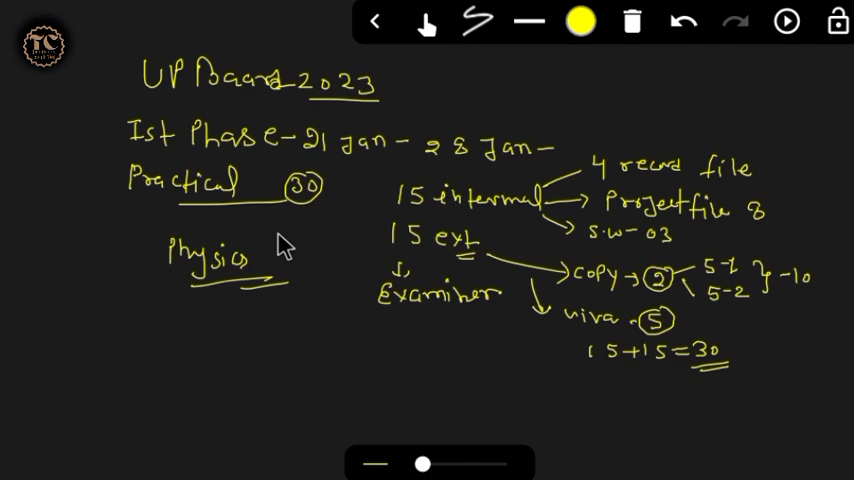 TC
UP Board 2023
Ist Phase - 21 Jan - 28 Jan -
Practical 30
15 internal
4 record file
Project file 8
S.W - 03
15 ext
Examiner
Physics
copy → 2
5-1
5-2
} - 10
viva - 5
15+15=30